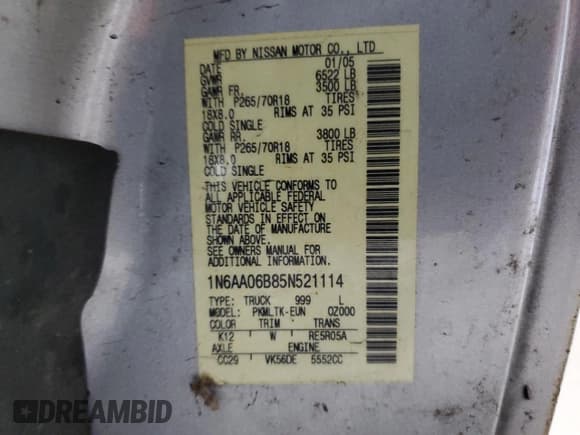 MFD BY NISSAN MOTOR CO., LTD
DATE 01/05
GVWR 6522 LB
GAWR FR. 3500 LB
WITH P265/70R18 TIRES
18X8.0 RIMS AT 35 PSI
COLD SINGLE
GAWR RR. 3800 LB
WITH P265/70R18 TIRES
18X8.0 RIMS AT 35 PSI
COLD SINGLE
THIS VEHICLE CONFORMS TO
ALL APPLICABLE FEDERAL
MOTOR VEHICLE SAFETY
STANDARDS IN EFFECT ON
THE DATE OF MANUFACTURE
SHOWN ABOVE.
SEE OWNERS MANUAL FOR
ADDITIONAL INFORMATION.
1N6AA06B85N521114
TYPE: TRUCK 999 L
MODEL: PKMLTK-EUN 0Z000
COLOR TRIM TRANS
K12 W RE5R05A
AXLE ENGINE
CC29 VK56DE 5552CC
DREAMBID